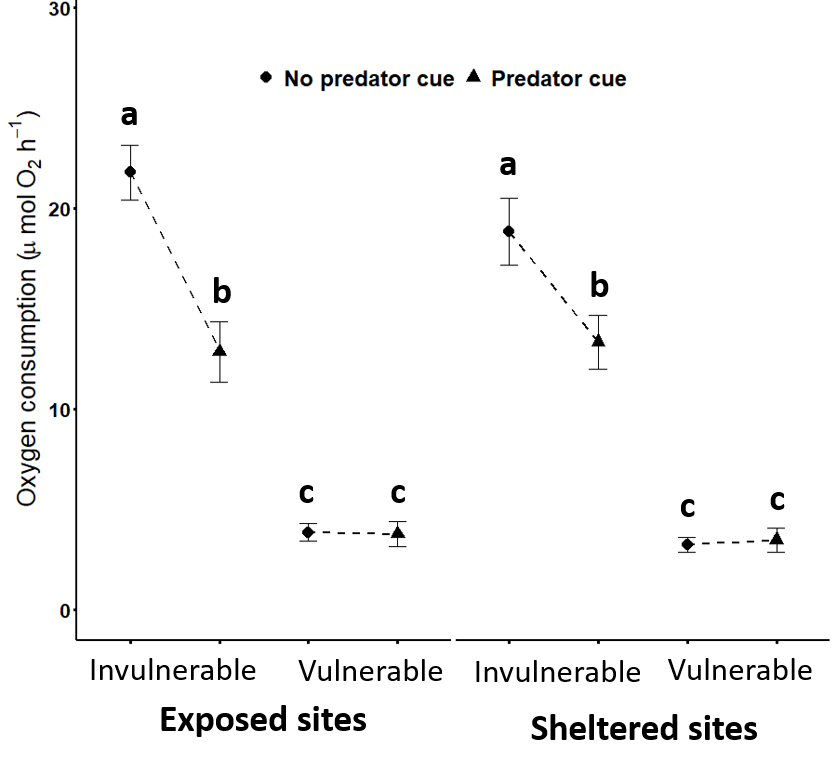 30
No predator cue Predator cue
a
a
20
b
b
Oxygen consumption (μ mol O₂ h⁻¹)
10
c c
c c
0
Invulnerable Vulnerable Invulnerable Vulnerable
Exposed sites Sheltered sites